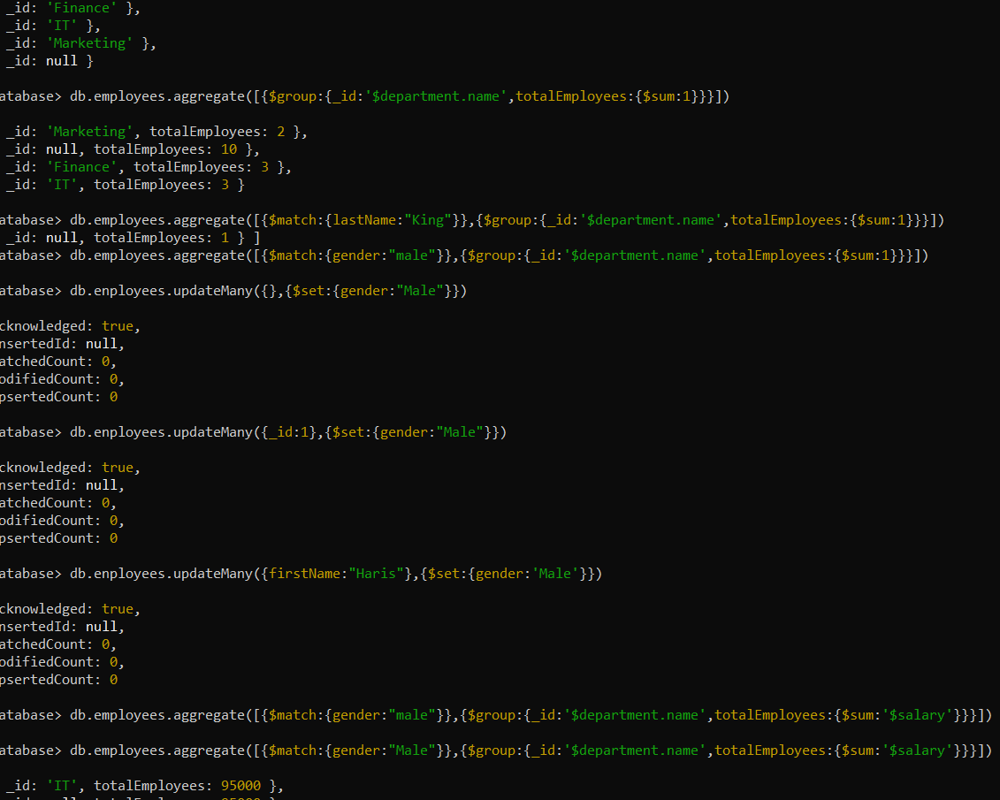 _id: 'Finance' },
_id: 'IT' },
_id: 'Marketing' },
_id: null }
atabase> db.employees.aggregate([{$group:{_id:'$department.name',totalEmployees:{$sum:1}}}])
_id: 'Marketing', totalEmployees: 2 },
_id: null, totalEmployees: 10 },
_id: 'Finance', totalEmployees: 3 },
_id: 'IT', totalEmployees: 3 }
atabase> db.employees.aggregate([{$match:{lastName:"King"}},{$group:{_id:'$department.name',totalEmployees:{$sum:1}}}])
_id: null, totalEmployees: 1 } ]
atabase> db.employees.aggregate([{$match:{gender:"male"}},{$group:{_id:'$department.name',totalEmployees:{$sum:1}}}])
atabase> db.enployees.updateMany({},{$set:{gender:"Male"}})
cknowledged: true,
nsertedId: null,
atchedCount: 0,
odifiedCount: 0,
psertedCount: 0
atabase> db.enployees.updateMany({_id:1},{$set:{gender:"Male"}})
cknowledged: true,
nsertedId: null,
atchedCount: 0,
odifiedCount: 0,
psertedCount: 0
atabase> db.enployees.updateMany({firstName:"Haris"},{$set:{gender:'Male'}})
cknowledged: true,
nsertedId: null,
atchedCount: 0,
odifiedCount: 0,
psertedCount: 0
atabase> db.employees.aggregate([{$match:{gender:"male"}},{$group:{_id:'$department.name',totalEmployees:{$sum:'$salary'}}}])
atabase> db.employees.aggregate([{$match:{gender:"Male"}},{$group:{_id:'$department.name',totalEmployees:{$sum:'$salary'}}}])
_id: 'IT', totalEmployees: 95000 },